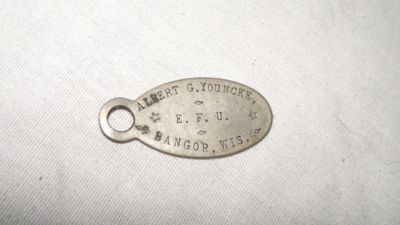 ALBERT G. YOUNCKE,
E. F. U.
BANGOR, WIS.